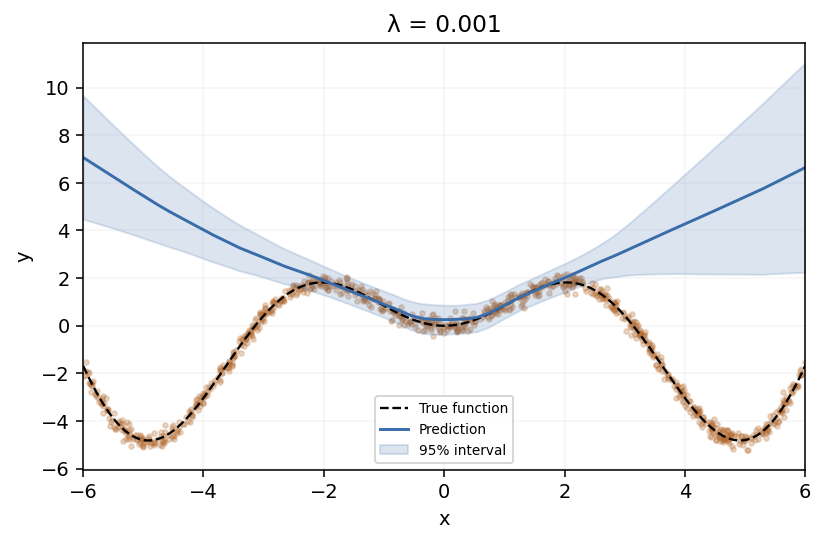 λ = 0.001
y
10
8
6
4
2
0
−2
−4
−6
True function
Prediction
95% interval
−6 −4 −2 0 2 4 6
x